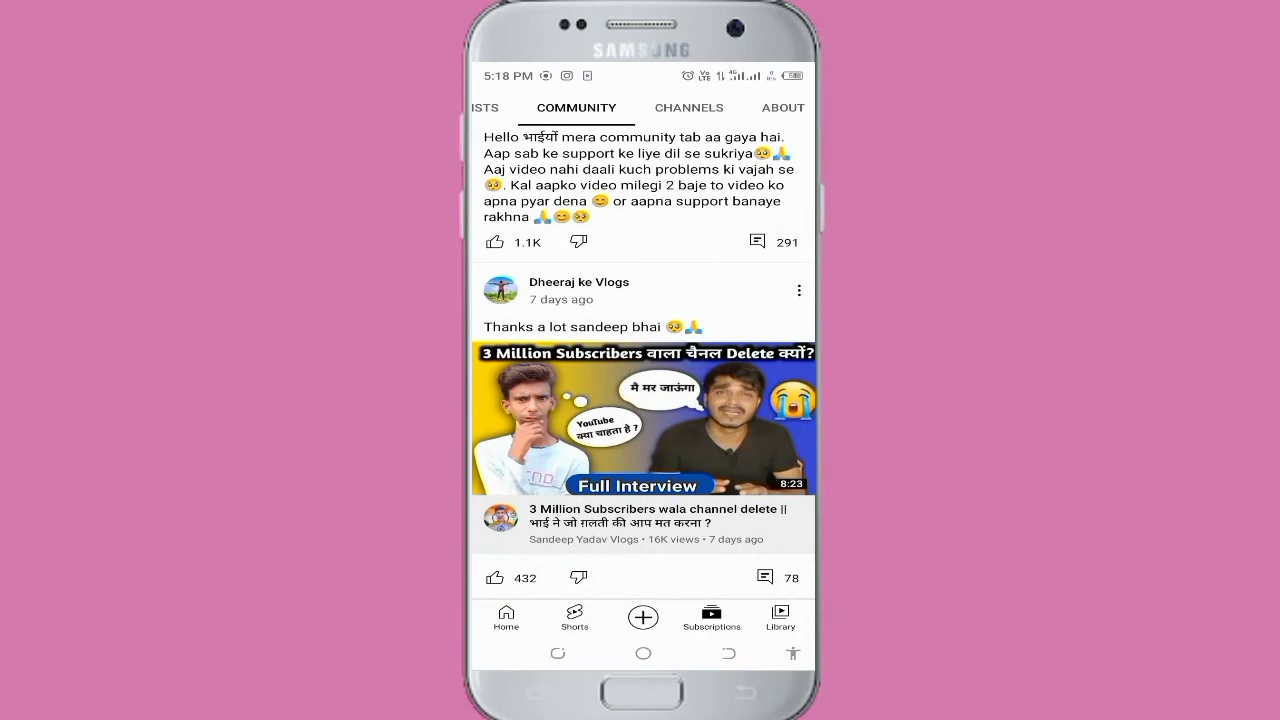 SAMSUNG
5:18 PM
Vo LTE 4G
ISTS COMMUNITY CHANNELS ABOUT
Hello भाईयों mera community tab aa gaya hai.
Aap sab ke support ke liye dil se sukriya🥺🙏
Aaj video nahi daali kuch problems ki vajah se
🥺. Kal aapko video milegi 2 baje to video ko
apna pyar dena 😊 or aapna support banaye
rakhna 🙏😊🥺
1.1K 291
Dheeraj ke Vlogs
7 days ago
Thanks a lot sandeep bhai 🥺🙏
3 Million Subscribers वाला चैनल Delete क्यों?
मै मर जाऊंगा
YouTube
क्या चाहता हे ?
Full Interview
8:23
3 Million Subscribers wala channel delete ||
भाई ने जो ग़लती की आप मत करना ?
Sandeep Yadav Vlogs • 16K views • 7 days ago
432 78
Home Shorts Subscriptions Library